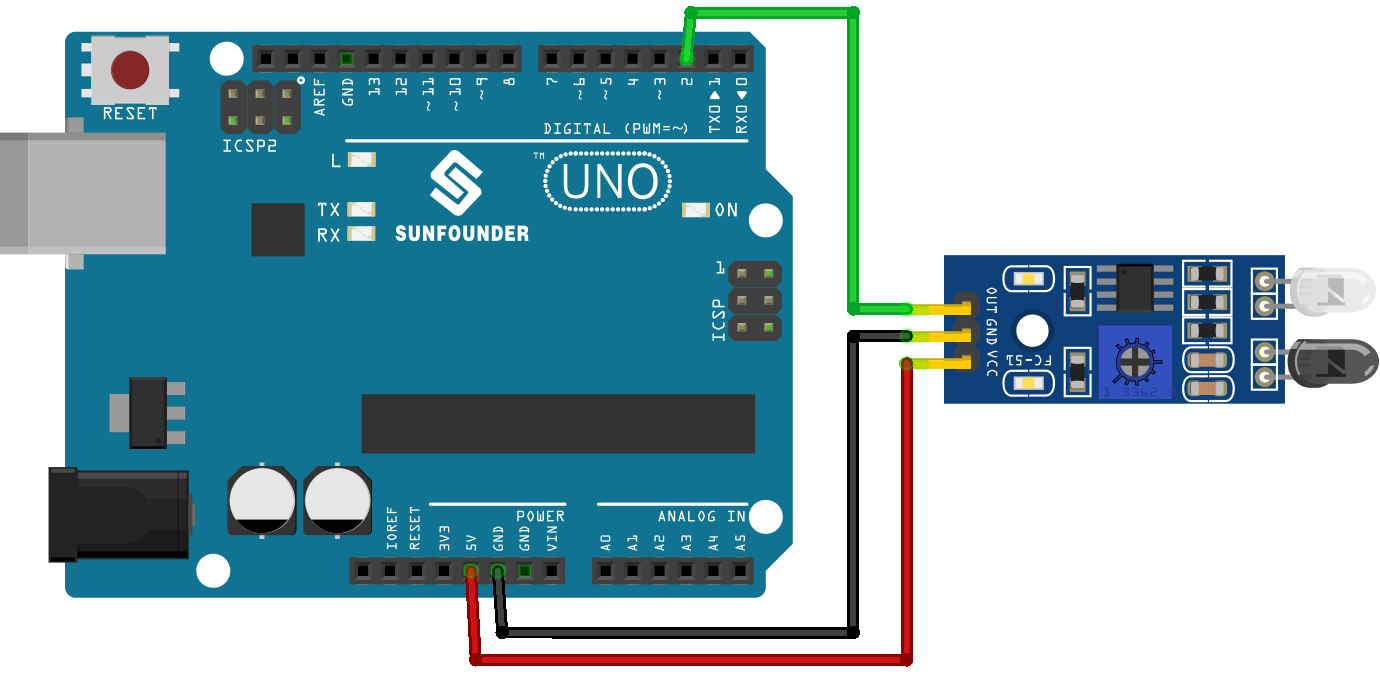 RESET
ICSP2
AREF
GND
13
12
~11
~10
~9
8
7
~6
~5
4
~3
2
TX0▶1
RX0◀0
DIGITAL (PWM=~)
L
TX
RX
SUNFOUNDER
™
UNO
ON
1
ICSP
OUT
GND
VCC
FC-51
1 3362
POWER
ANALOG IN
IOREF
RESET
3V3
5V
GND
GND
VIN
A0
A1
A2
A3
A4
A5